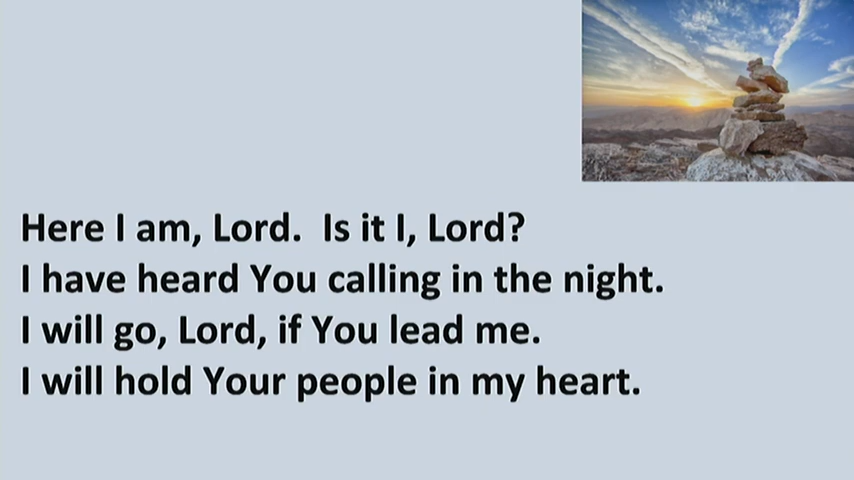 Here I am, Lord.  Is it I, Lord?
I have heard You calling in the night.
I will go, Lord, if You lead me.
I will hold Your people in my heart.